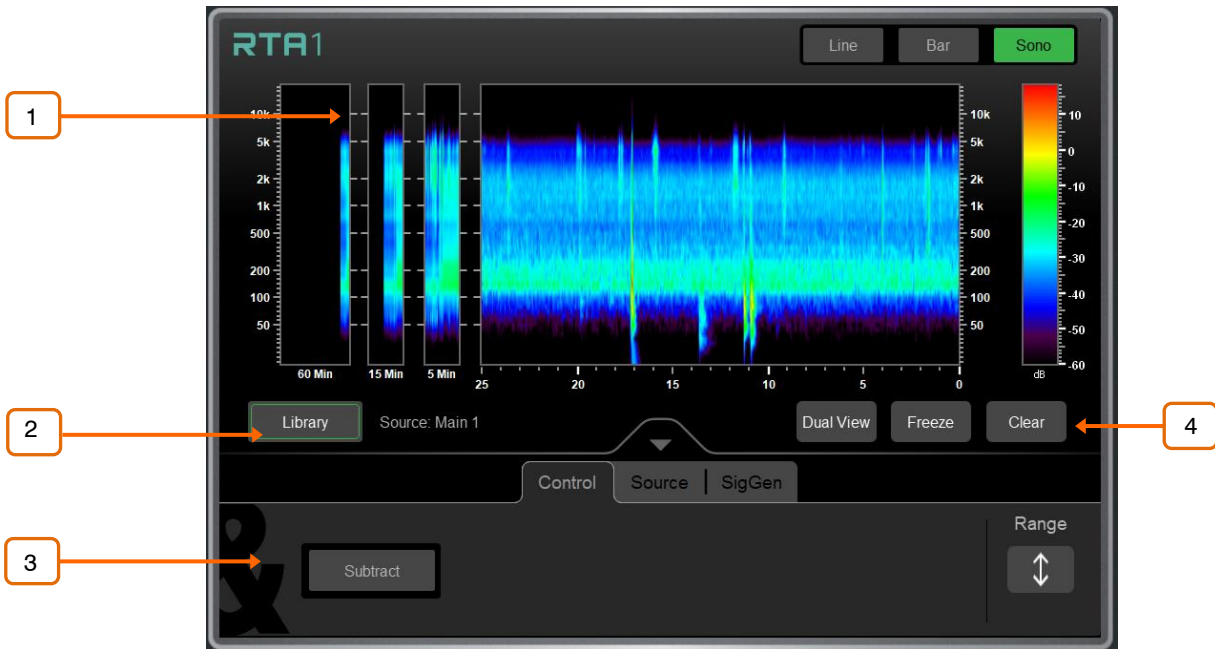 RTA1
Line Bar Sono
1
10k
5k
2k
1k
500
200
100
50
60 Min
15 Min
5 Min
25 20 15 10 5 0
10k
5k
2k
1k
500
200
100
50
10
0
-10
-20
-30
-40
-50
-60
dB
2
Library Source: Main 1 Dual View Freeze Clear
4
Control Source SigGen
Range
3
&
Subtract